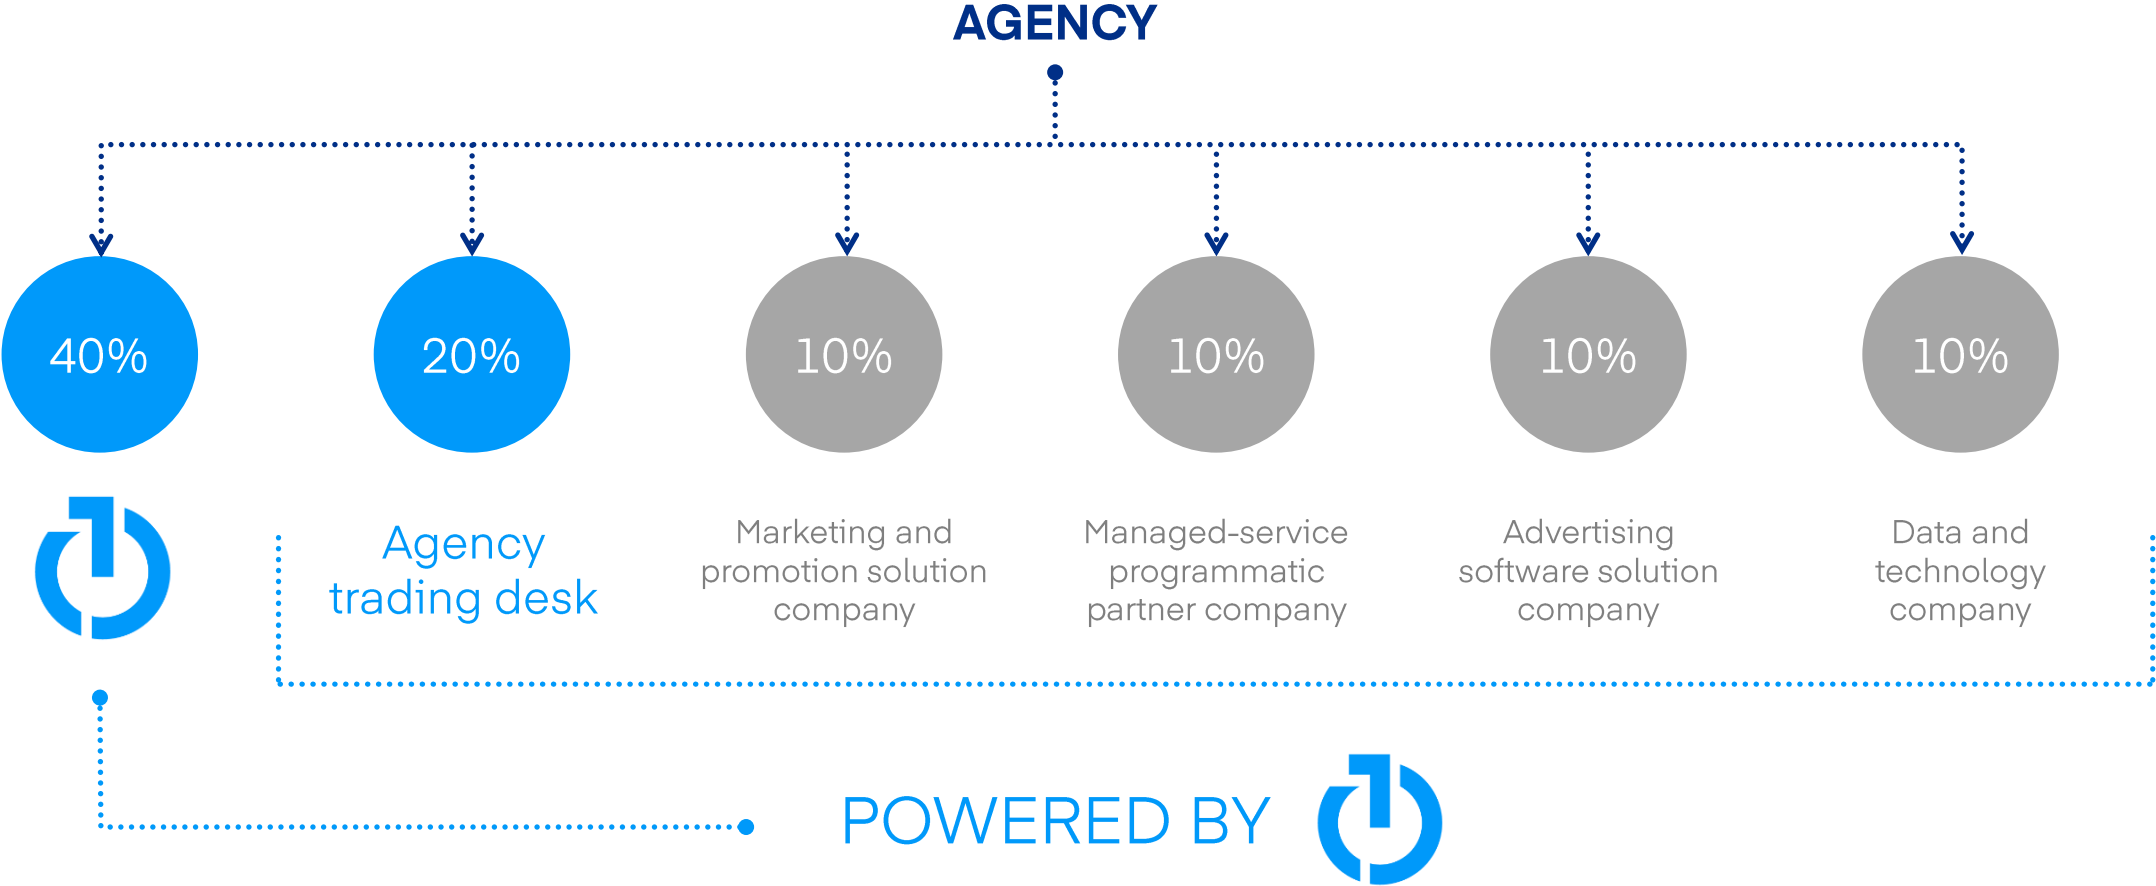 AGENCY
40%
20%
10%
10%
10%
10%
Agency
trading desk
Marketing and
promotion solution
company
Managed-service
programmatic
partner company
Advertising
software solution
company
Data and
technology
company
POWERED BY